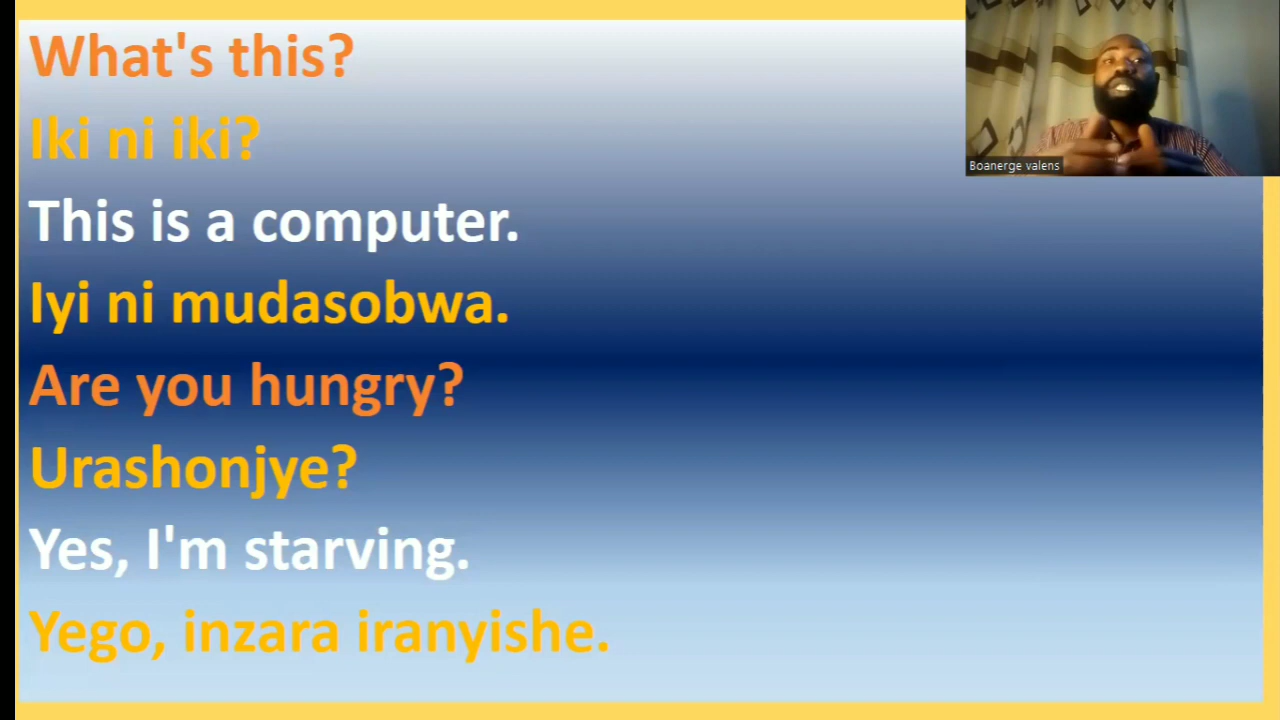 What's this?
Iki ni iki?
This is a computer.
Iyi ni mudasobwa.
Are you hungry?
Urashonjye?
Yes, I'm starving.
Yego, inzara iranyishe.
Boanerge valens